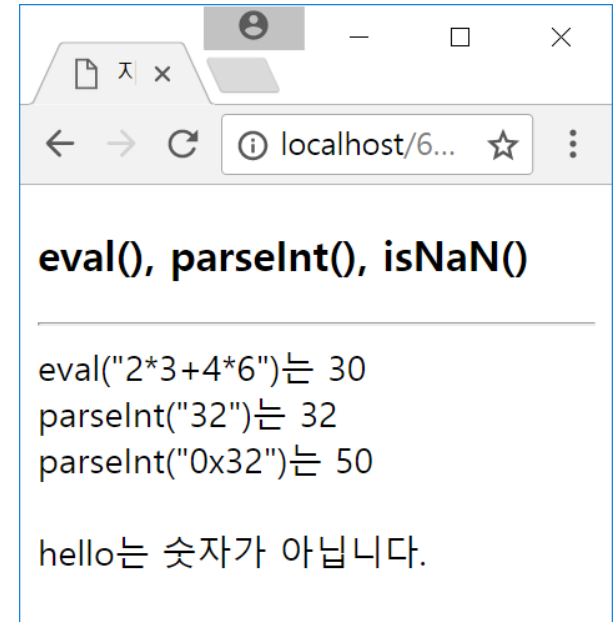 지
localhost/6...
eval(), parseInt(), isNaN()
eval("2*3+4*6")는 30
parseInt("32")는 32
parseInt("0x32")는 50
hello는 숫자가 아닙니다.